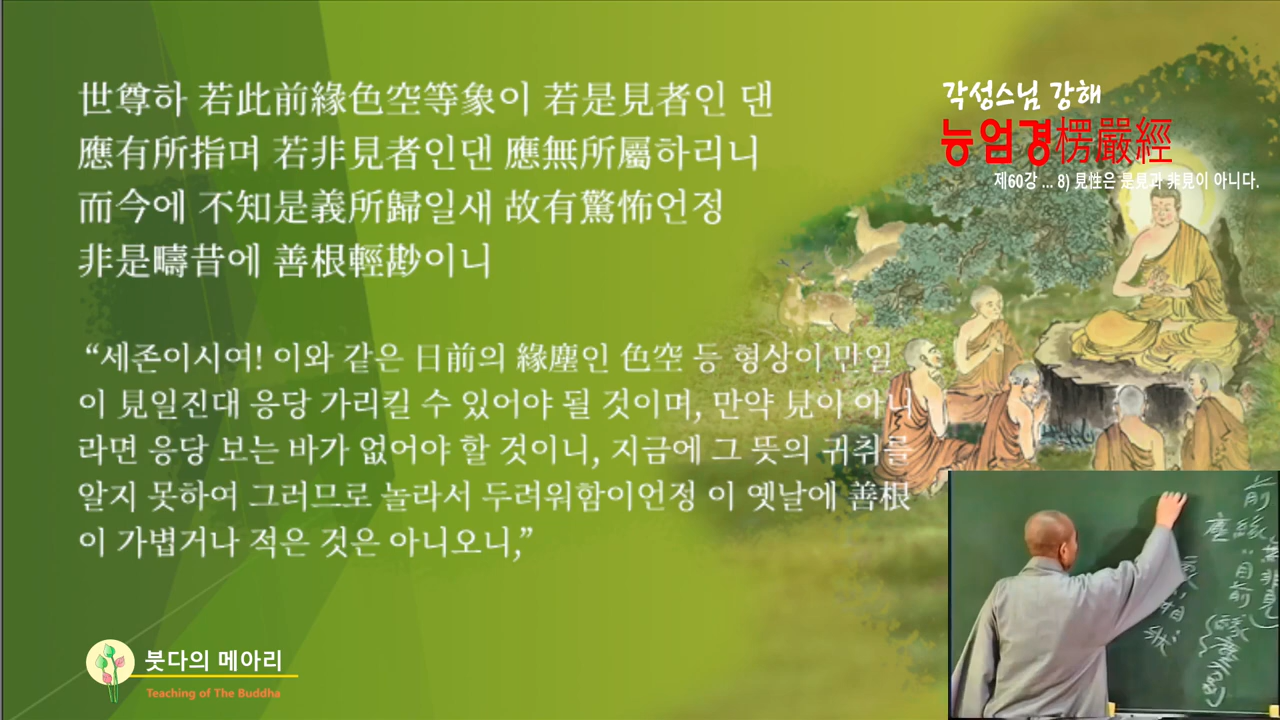 世尊하 若此前緣色空等象이 若是見者인 댄
應有所指며 若非見者인댄 應無所屬하리니
而今에 不知是義所歸일새 故有驚怖언정
非是疇昔에 善根輕尠이니
“세존이시여! 이와 같은 目前의 緣塵인 色空 등 형상이 만일
이 見일진대 응당 가리킬 수 있어야 될 것이며, 만약 見이 아니
라면 응당 보는 바가 없어야 할 것이니, 지금에 그 뜻의 귀취를
알지 못하여 그러므로 놀라서 두려워함이언정 이 옛날에 善根
이 가볍거나 적은 것은 아니오니,”
각성스님 강해
능엄경楞嚴經
제60강 ... 8) 見性은 是見과 非見이 아니다.
前
緣
塵
目前
붓다의 메아리
Teaching of The Buddha